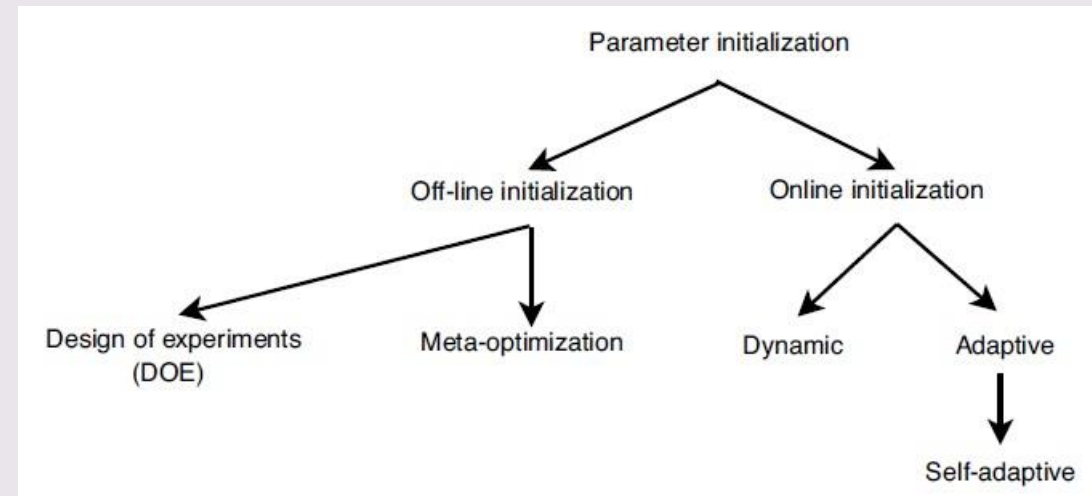 Parameter initialization
Off-line initialization
Online initialization
Design of experiments
(DOE)
Meta-optimization
Dynamic
Adaptive
Self-adaptive